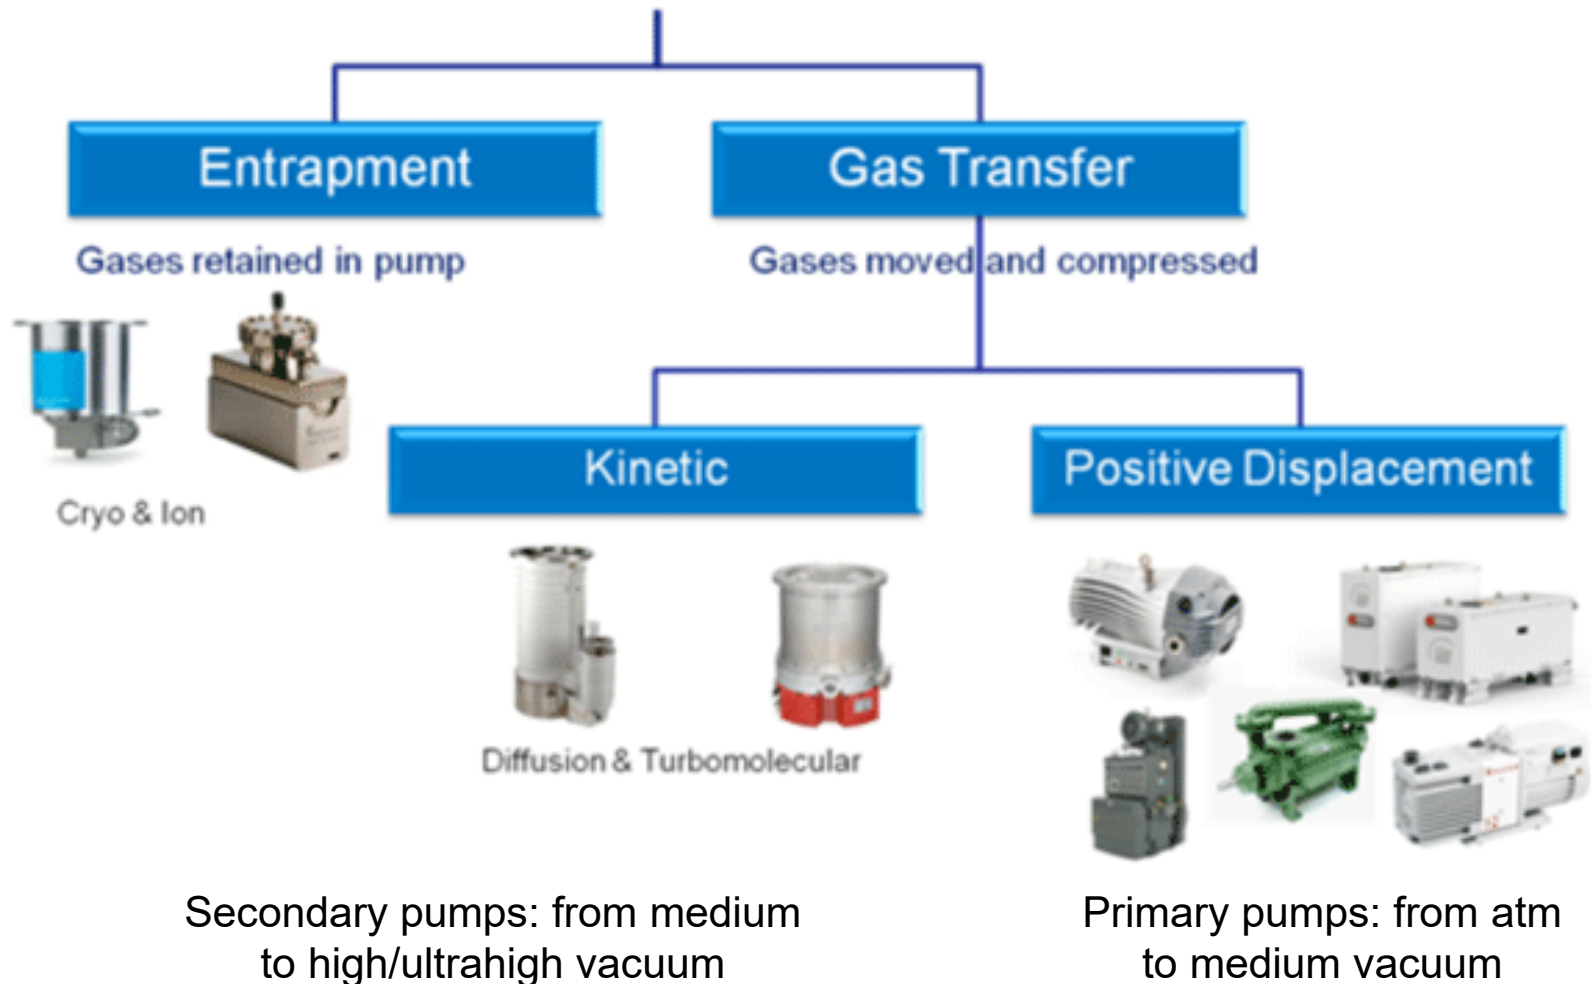 Entrapment
Gas Transfer
Gases retained in pump
Gases moved and compressed
Kinetic
Positive Displacement
Cryo & Ion
Diffusion & Turbomolecular
Secondary pumps: from medium
to high/ultrahigh vacuum
Primary pumps: from atm
to medium vacuum